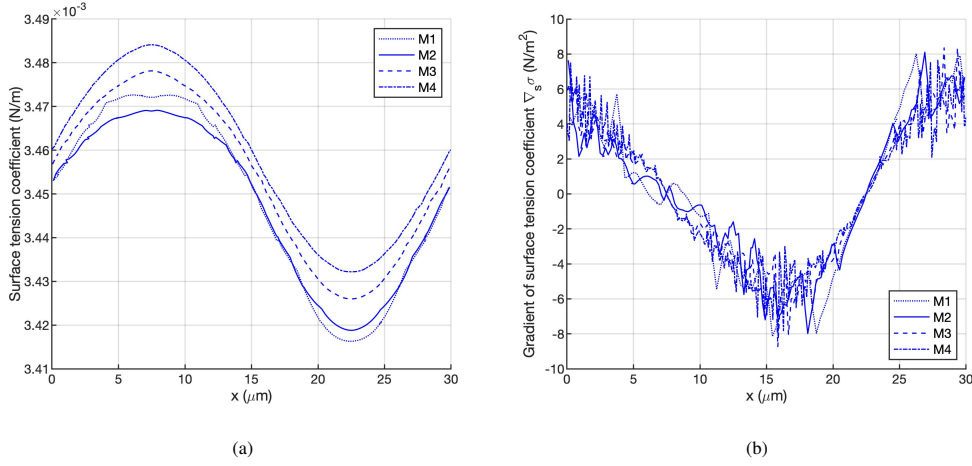 3.49 ×10⁻³
3.48
3.47
3.46
3.45
3.44
3.43
3.42
3.41
Surface tension coefficient (N/m)
0 5 10 15 20 25 30
x (μm)
M1
M2
M3
M4
(a)
10
8
6
4
2
0
-2
-4
-6
-8
-10
Gradient of surface tension coefficient ∇ₛσ (N/m²)
0 5 10 15 20 25 30
x (μm)
M1
M2
M3
M4
(b)